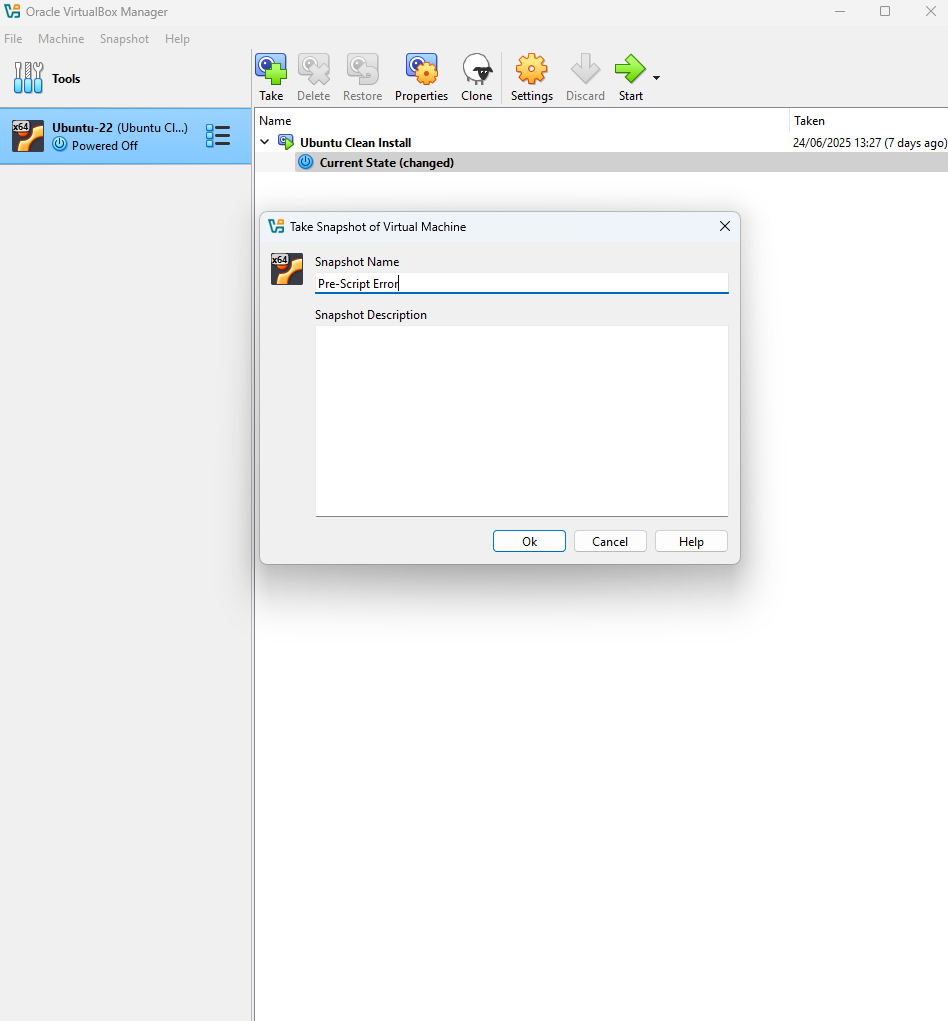 Oracle VirtualBox Manager
File Machine Snapshot Help
Tools
Take Delete Restore Properties Clone Settings Discard Start
x64
Ubuntu-22 (Ubuntu Cl...)
Powered Off
Name Taken
Ubuntu Clean Install 24/06/2025 13:27 (7 days ago)
Current State (changed)
Take Snapshot of Virtual Machine
x64
Snapshot Name
Pre-Script Error
Snapshot Description
Ok Cancel Help